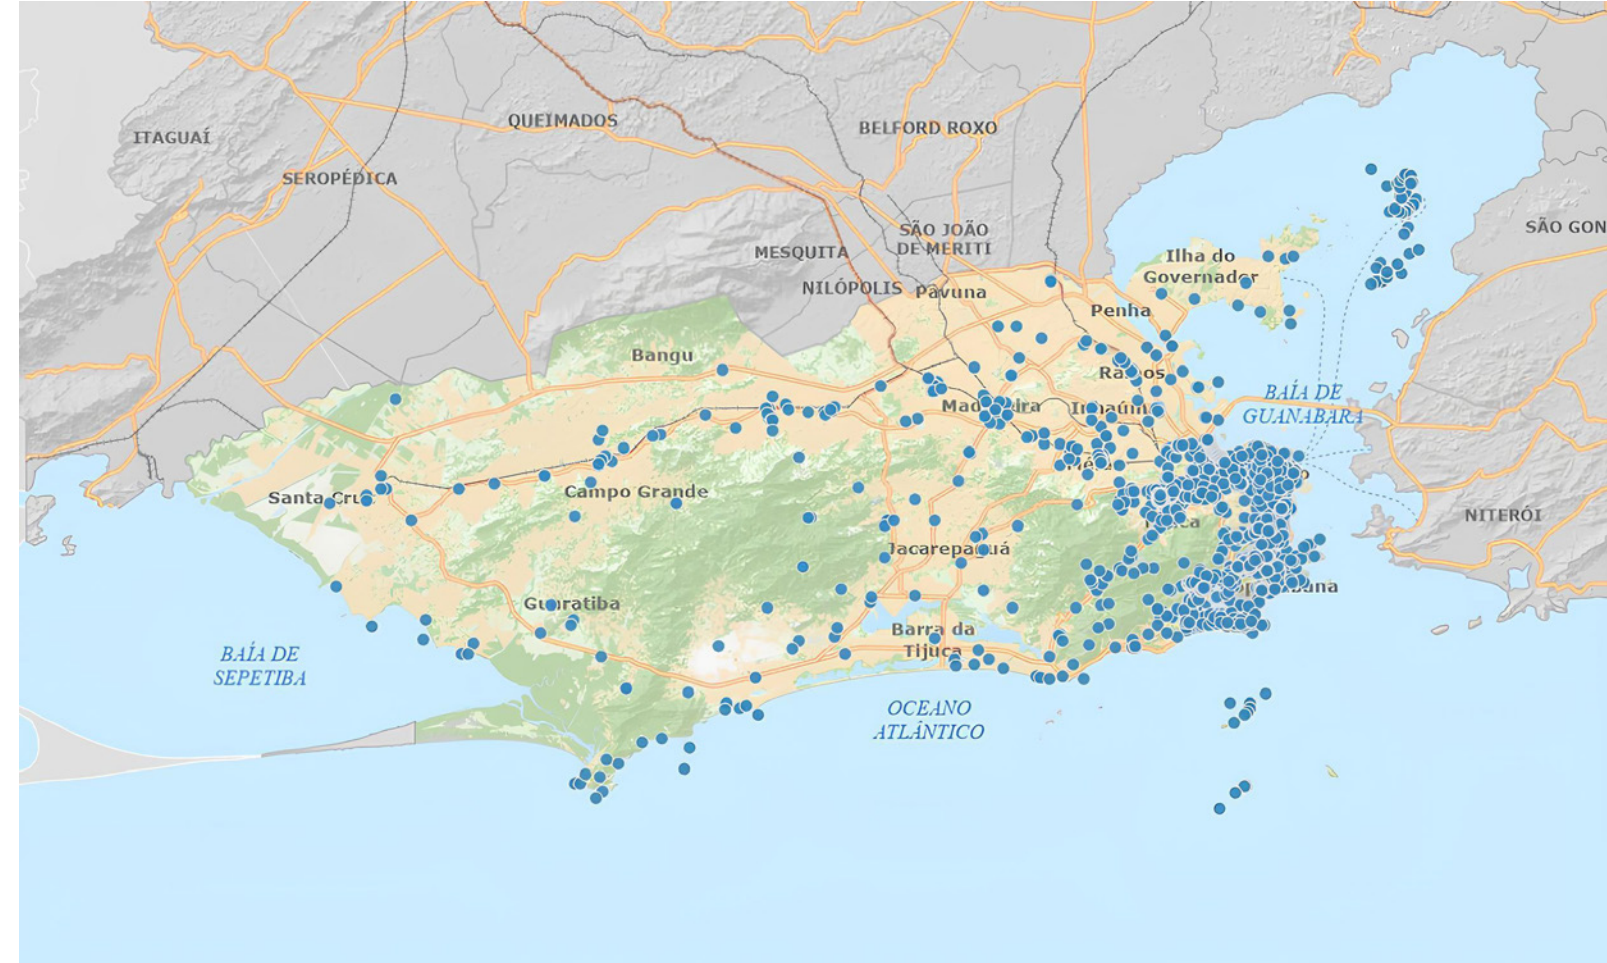 ITAGUAÍ
QUEIMADOS
BELFORD ROXO
SEROPÉDICA
SÃO JOÃO
DE MERITI
SÃO GON
MESQUITA
Ilha do
Governador
NILÓPOLIS
Pavuna
Penha
Bangu
BAÍA DE
GUANABARA
Santa Cru
Campo Grande
NITERÓI
Jacarepaguá
Guaratiba
Barra da
Tijuca
BAÍA DE
SEPETIBA
OCEANO
ATLÂNTICO